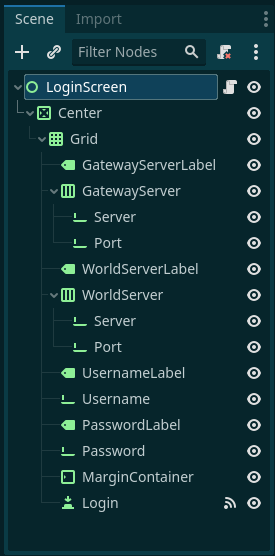 Scene Import
Filter Nodes
LoginScreen
Center
Grid
GatewayServerLabel
GatewayServer
Server
Port
WorldServerLabel
WorldServer
Server
Port
UsernameLabel
Username
PasswordLabel
Password
MarginContainer
Login